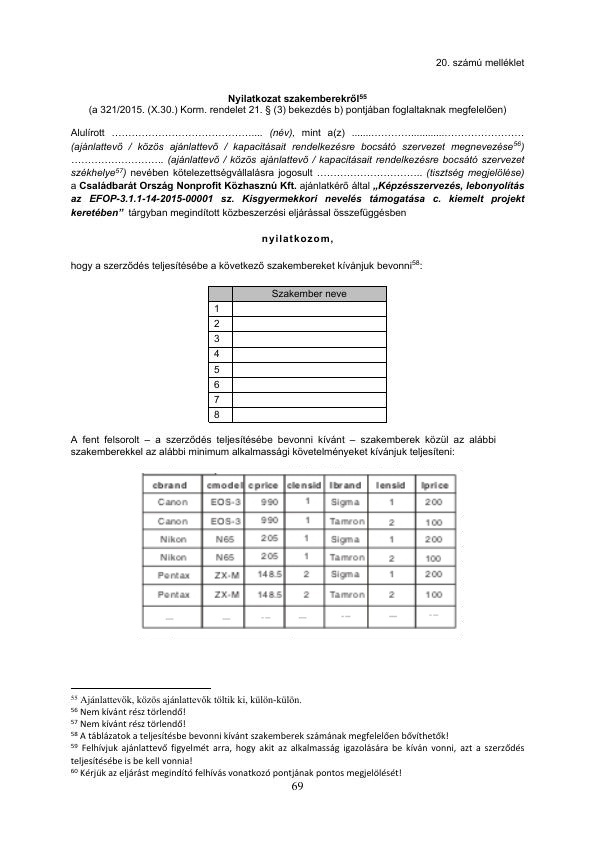 20. számú melléklet
Nyilatkozat szakemberekről55
(a 321/2015. (X.30.) Korm. rendelet 21. § (3) bekezdés b) pontjában foglaltaknak megfelelően)
Alulírott ………………………………….... (név), mint a(z) .......…………............……………………
(ajánlattevő / közös ajánlattevő / kapacitásait rendelkezésre bocsátó szervezet megnevezése56)
………………………. (ajánlattevő / közös ajánlattevő / kapacitásait rendelkezésre bocsátó szervezet
székhelye57) nevében kötelezettségvállalásra jogosult ……………………….. (tisztség megjelölése)
a Családbarát Ország Nonprofit Közhasznú Kft. ajánlatkérő által „Képzésszervezés, lebonyolítás
az EFOP-3.1.1-14-2015-00001 sz. Kisgyermekkori nevelés támogatása c. kiemelt projekt
keretében” tárgyban megindított közbeszerzési eljárással összefüggésben
nyilatkozom,
hogy a szerződés teljesítésébe a következő szakembereket kívánjuk bevonni58:
Szakember neve
1
2
3
4
5
6
7
8
A fent felsorolt – a szerződés teljesítésébe bevonni kívánt – szakemberek közül az alábbi
szakemberekkel az alábbi minimum alkalmassági követelményeket kívánjuk teljesíteni:
cbrand cmodel cprice clensid lbrand lensid lprice
Canon EOS-3 990 1 Sigma 1 200
Canon EOS-3 990 1 Tamron 2 100
Nikon N65 205 1 Sigma 1 200
Nikon N65 205 1 Tamron 2 100
Pentax ZX-M 148.5 2 Sigma 1 200
Pentax ZX-M 148.5 2 Tamron 2 100
... ... ... ... ... ... ...
55 Ajánlattevők, közös ajánlattevők töltik ki, külön-külön.
56 Nem kívánt rész törlendő!
57 Nem kívánt rész törlendő!
58 A táblázatok a teljesítésbe bevonni kívánt szakemberek számának megfelelően bővíthetők!
59 Felhívjuk ajánlattevő figyelmét arra, hogy akit az alkalmasság igazolására be kíván vonni, azt a szerződés
teljesítésébe is be kell vonnia!
60 Kérjük az eljárást megindító felhívás vonatkozó pontjának pontos megjelölését!
69